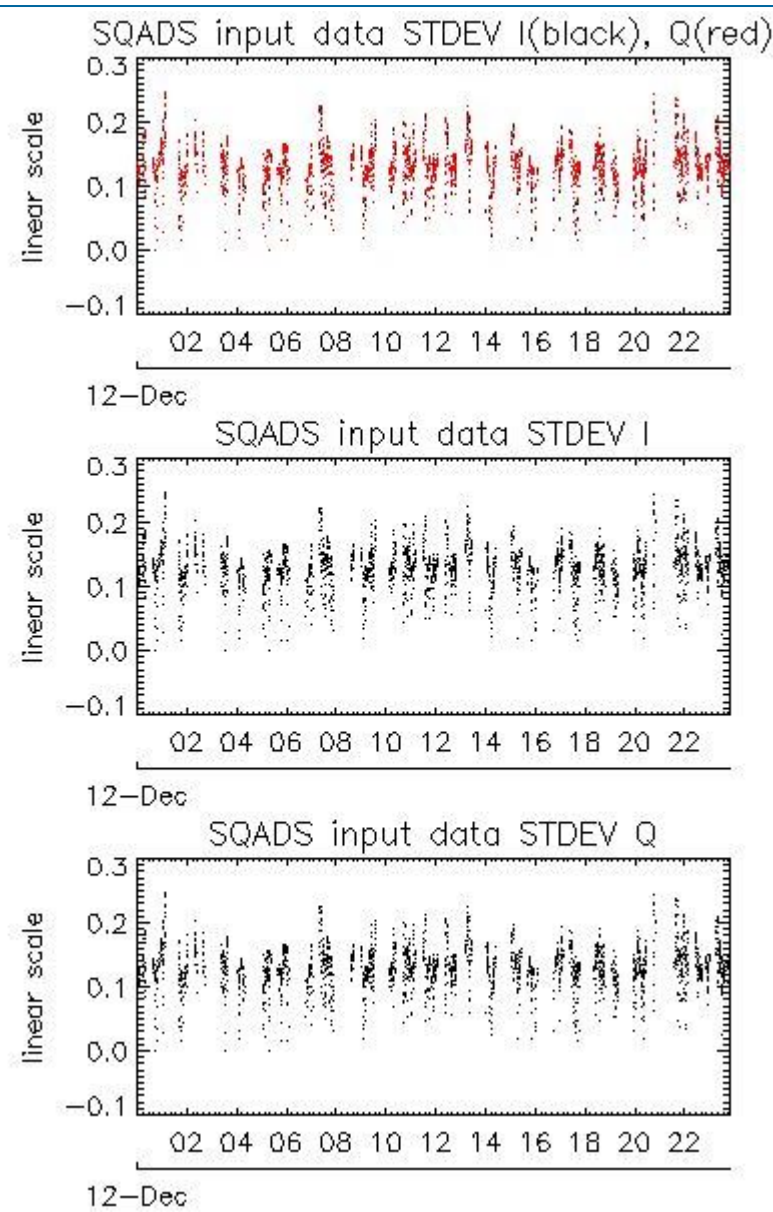 SQADS input data STDEV I(black), Q(red)
0.3
0.2
0.1
0.0
−0.1
linear scale
02 04 06 08 10 12 14 16 18 20 22
12−Dec
SQADS input data STDEV I
0.3
0.2
0.1
0.0
−0.1
linear scale
02 04 06 08 10 12 14 16 18 20 22
12−Dec
SQADS input data STDEV Q
0.3
0.2
0.1
0.0
−0.1
linear scale
02 04 06 08 10 12 14 16 18 20 22
12−Dec